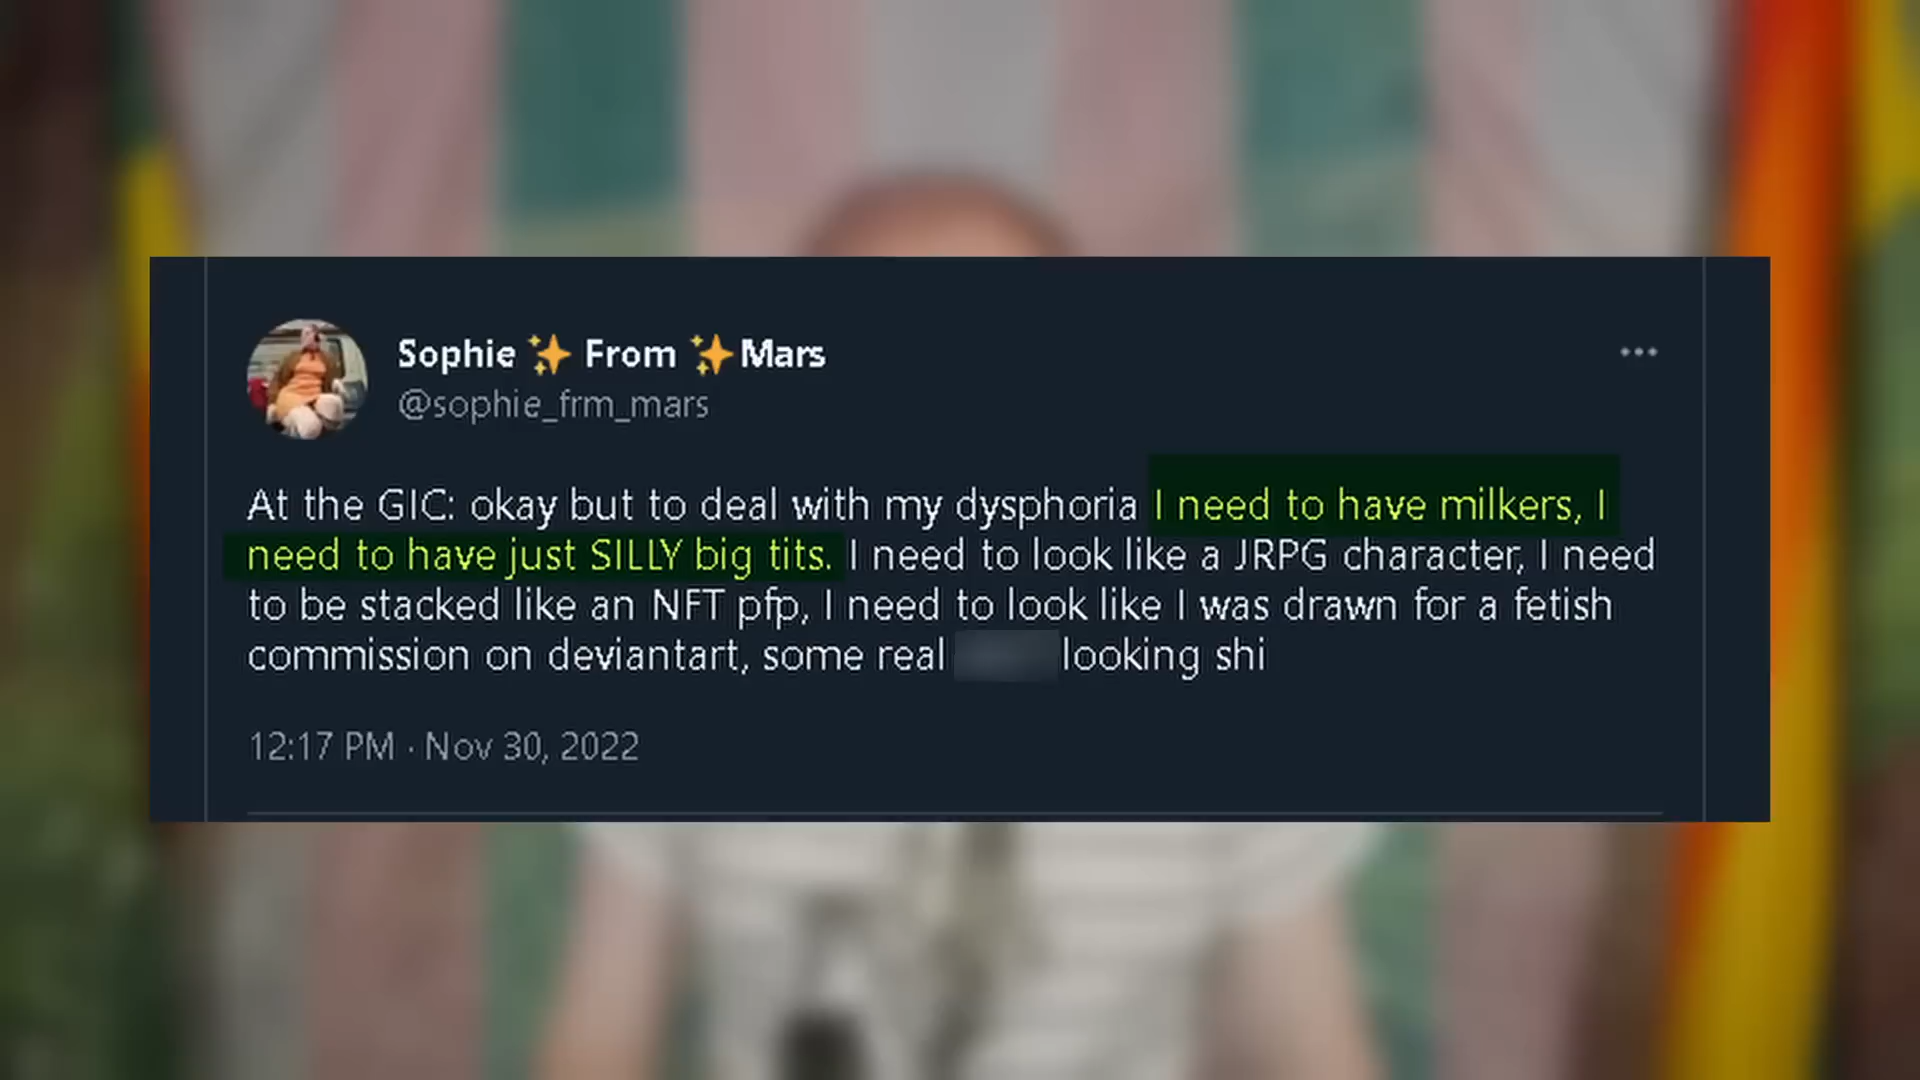 Sophie ✨ From ✨ Mars
@sophie_frm_mars
At the GIC: okay but to deal with my dysphoria I need to have milkers, I
need to have just SILLY big tits. I need to look like a JRPG character, I need
to be stacked like an NFT pfp, I need to look like I was drawn for a fetish
commission on deviantart, some real looking shi
12:17 PM · Nov 30, 2022